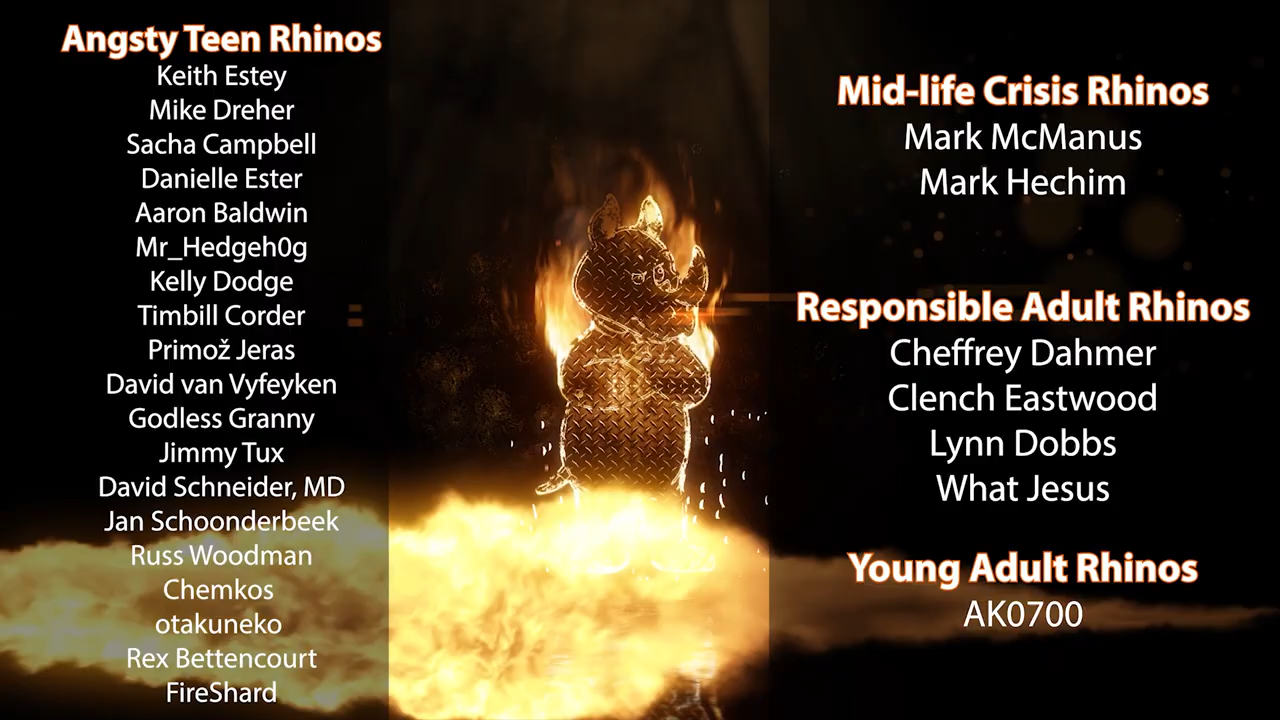 Angsty Teen Rhinos
Keith Estey
Mike Dreher
Sacha Campbell
Danielle Ester
Aaron Baldwin
Mr_Hedgeh0g
Kelly Dodge
Timbill Corder
Primož Jeras
David van Vyfeyken
Godless Granny
Jimmy Tux
David Schneider, MD
Jan Schoonderbeek
Russ Woodman
Chemkos
otakuneko
Rex Bettencourt
FireShard
Mid-life Crisis Rhinos
Mark McManus
Mark Hechim
Responsible Adult Rhinos
Cheffrey Dahmer
Clench Eastwood
Lynn Dobbs
What Jesus
Young Adult Rhinos
AK0700